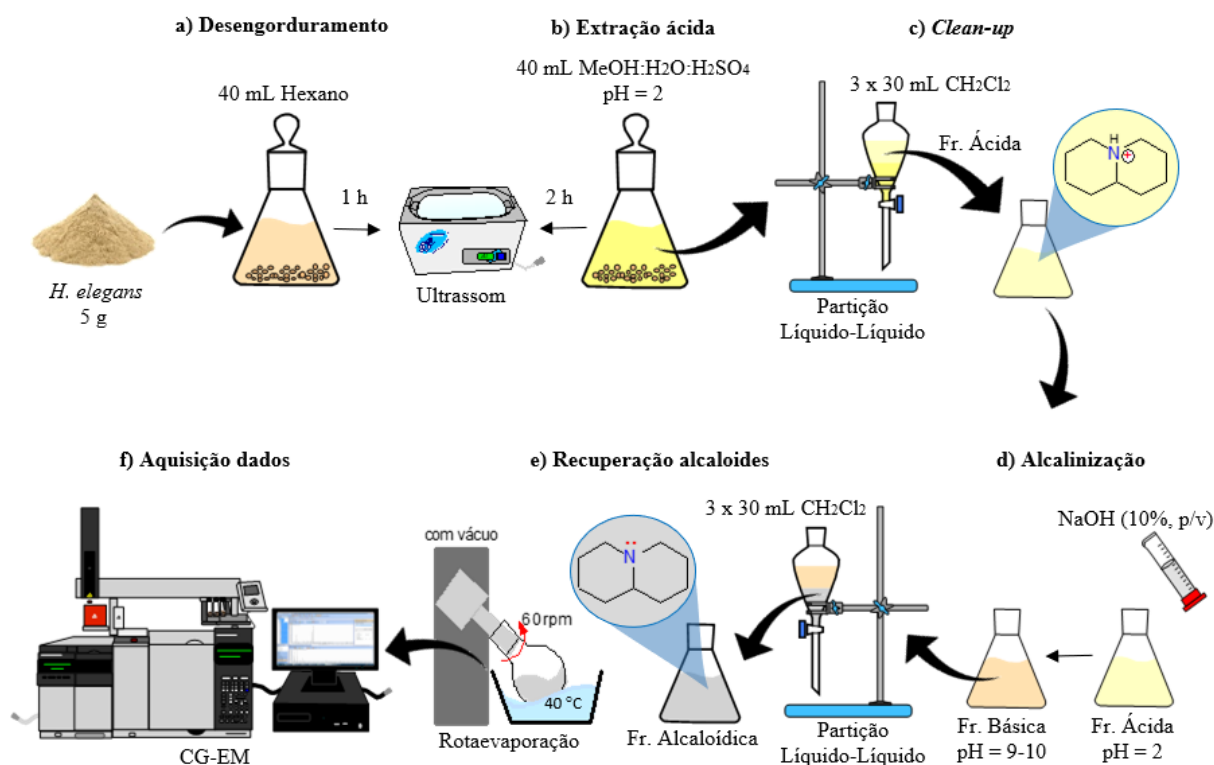 a) Desengorduramento
b) Extração ácida
c) Clean-up
40 mL Hexano
40 mL MeOH:H2O:H2SO4
pH = 2
3 x 30 mL CH2Cl2
Fr. Ácida
H
N
+
1 h
2 h
H. elegans
5 g
Ultrassom
Partição
Líquido-Líquido
f) Aquisição dados
e) Recuperação alcaloides
d) Alcalinização
com vácuo
60 rpm
40 °C
N
3 x 30 mL CH2Cl2
NaOH (10%, p/v)
CG-EM
Rotaevaporação
Fr. Alcaloídica
Partição
Líquido-Líquido
Fr. Básica
pH = 9-10
Fr. Ácida
pH = 2